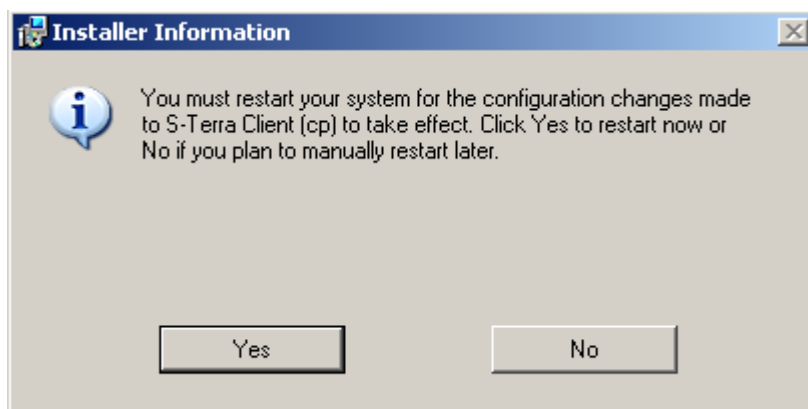 Installer Information
You must restart your system for the configuration changes made
to S-Terra Client (cp) to take effect. Click Yes to restart now or
No if you plan to manually restart later.
Yes No